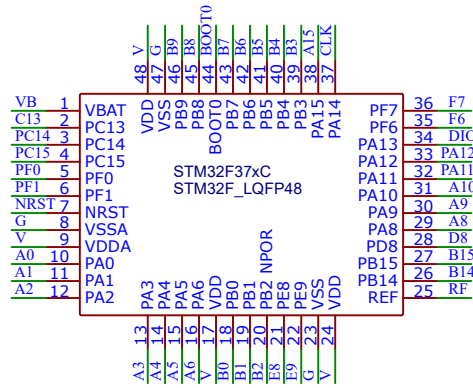 V G B9 B8 BOOT0 B7 B6 B5 B4 B3 A15 CLK
48 47 46 45 44 43 42 41 40 39 38 37
VDD VSS PB9 PB8 BOOT0 PB7 PB6 PB5 PB4 PB3 PA15 PA14
VB 1 VBAT PF7 36 F7
C13 2 PC13 PF6 35 F6
PC14 3 PC14 PA13 34 DIO
PC15 4 PC15 PA12 33 PA12
STM32F37xC
PF0 5 PF0 PA11 32 PA11
STM32F_LQFP48
PF1 6 PF1 PA10 31 A10
NRST 7 NRST PA9 30 A9
G 8 VSSA PA8 29 A8
V 9 VDDA PD8 28 D8
A0 10 PA0 PB15 27 B15
A1 11 PA1 PB14 26 B14
A2 12 PA2 REF 25 RF
PA3 PA4 PA5 PA6 VDD PB0 PB1 PB2 NPOR PE8 PE9 VSS VDD
13 14 15 16 17 18 19 20 21 22 23 24
A3 A4 A5 A6 V B0 B1 B2 E8 E9 G V